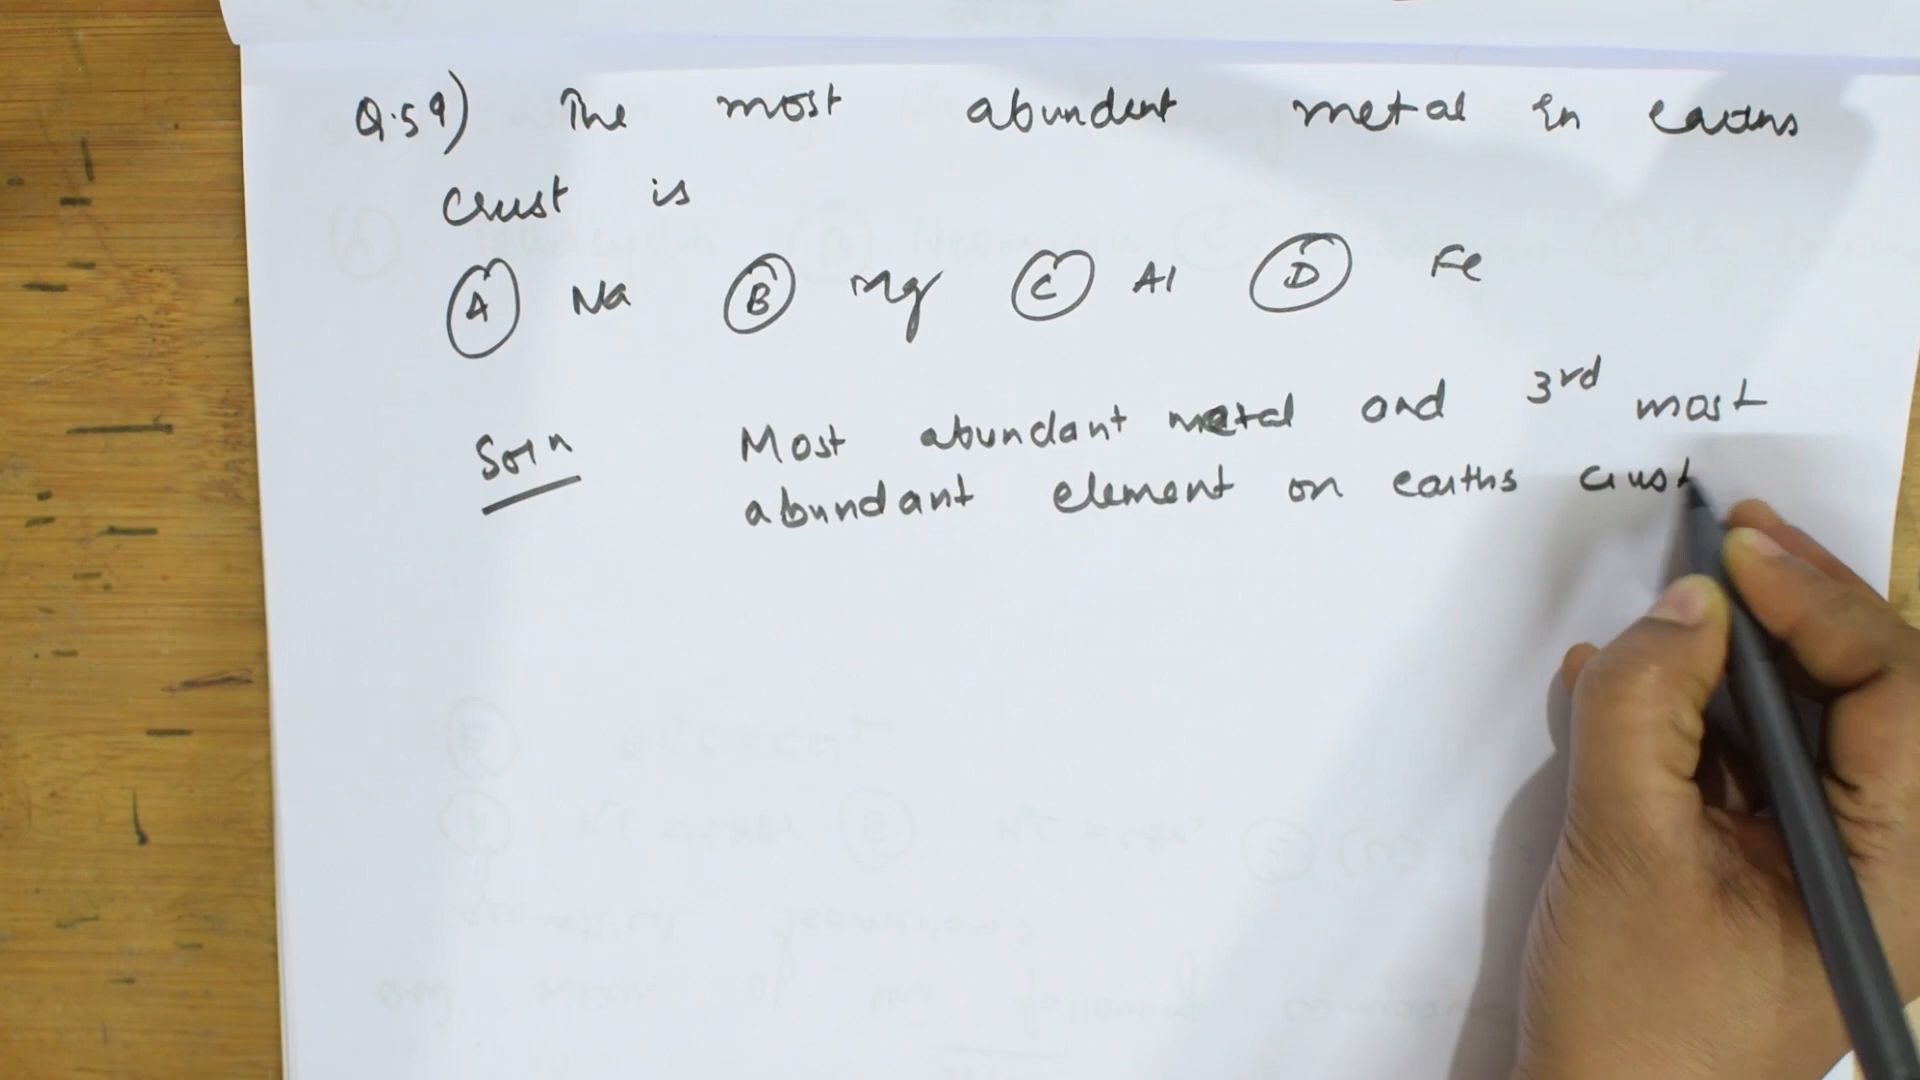 Q.59) The most abundent metal in earths
crust is
(A) Na (B) Mg (C) Al (D) Fe
Soln Most abundant metal and 3rd most
abundant element on earths crust